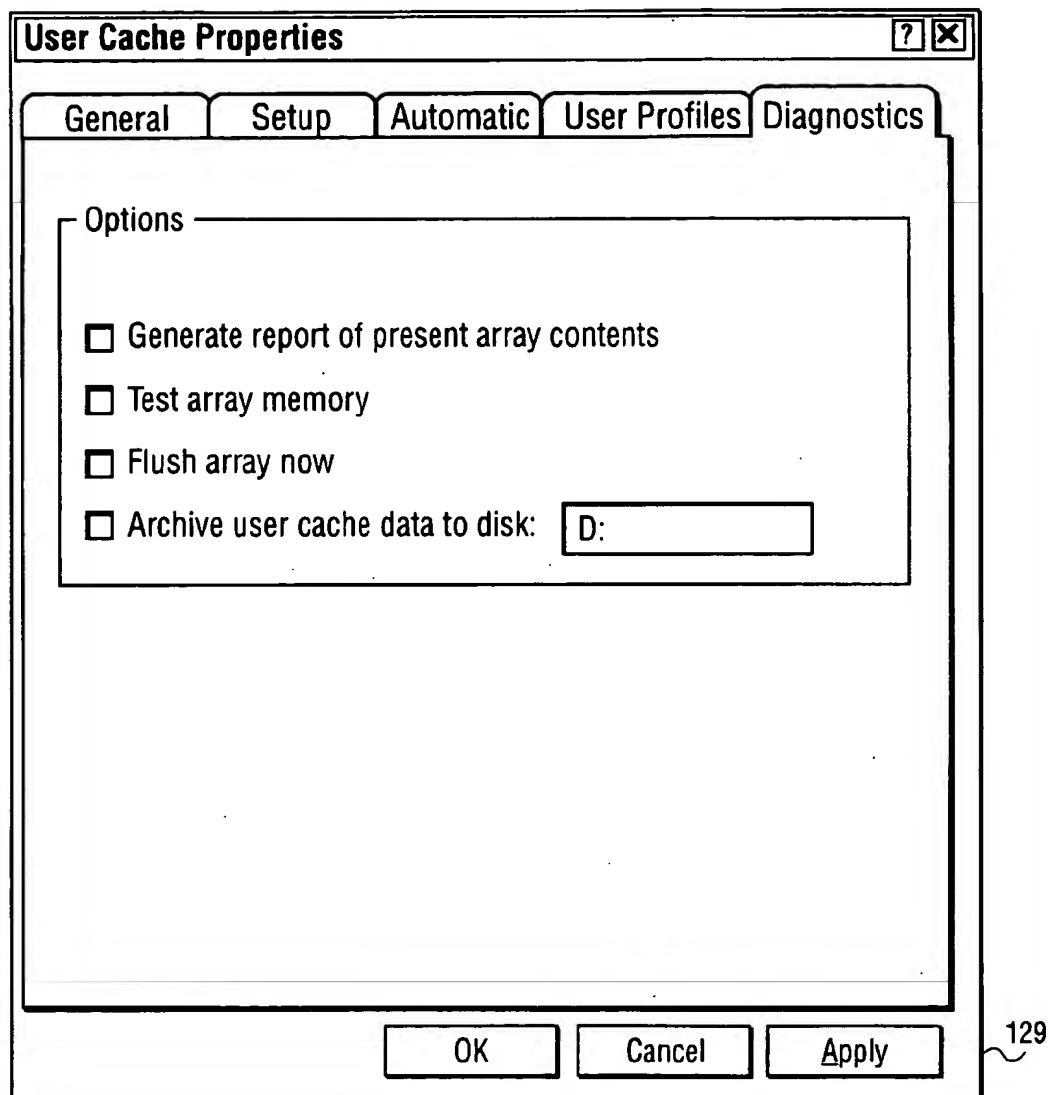 User Cache Properties ? X
General Setup Automatic User Profiles Diagnostics
Options
Generate report of present array contents
Test array memory
Flush array now
Archive user cache data to disk: D:
OK Cancel Apply
129